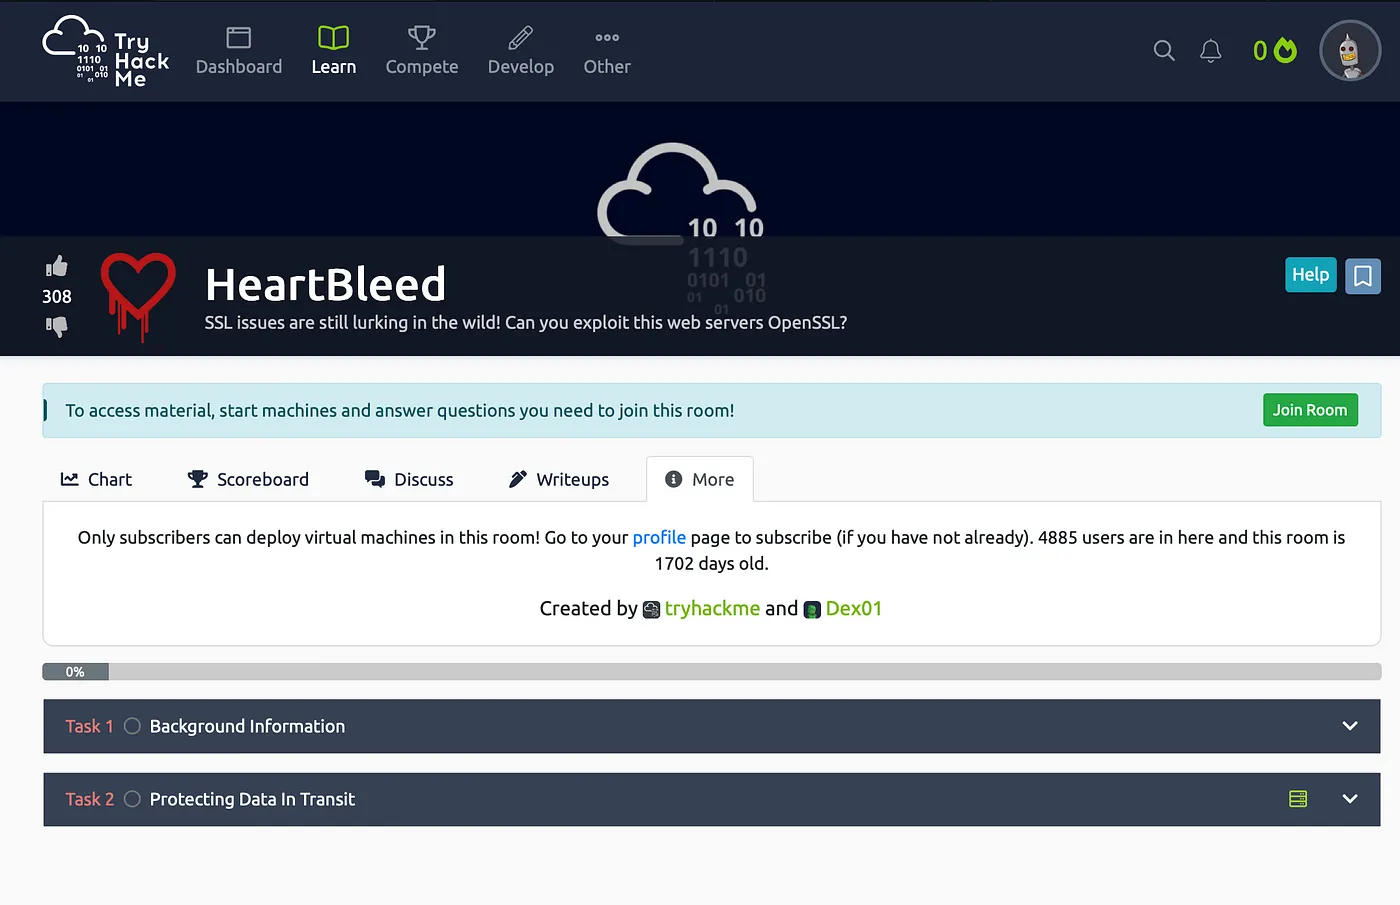 Try
Hack
Me
10 10
1110
0101 01
01 010
01
Dashboard
Learn
Compete
Develop
Other
0
10 10
1110
0101 01
01 010
01
308
HeartBleed
SSL issues are still lurking in the wild! Can you exploit this web servers OpenSSL?
Help
To access material, start machines and answer questions you need to join this room!
Join Room
Chart
Scoreboard
Discuss
Writeups
More
Only subscribers can deploy virtual machines in this room! Go to your profile page to subscribe (if you have not already). 4885 users are in here and this room is
1702 days old.
Created by tryhackme and Dex01
0%
Task 1 Background Information
Task 2 Protecting Data In Transit